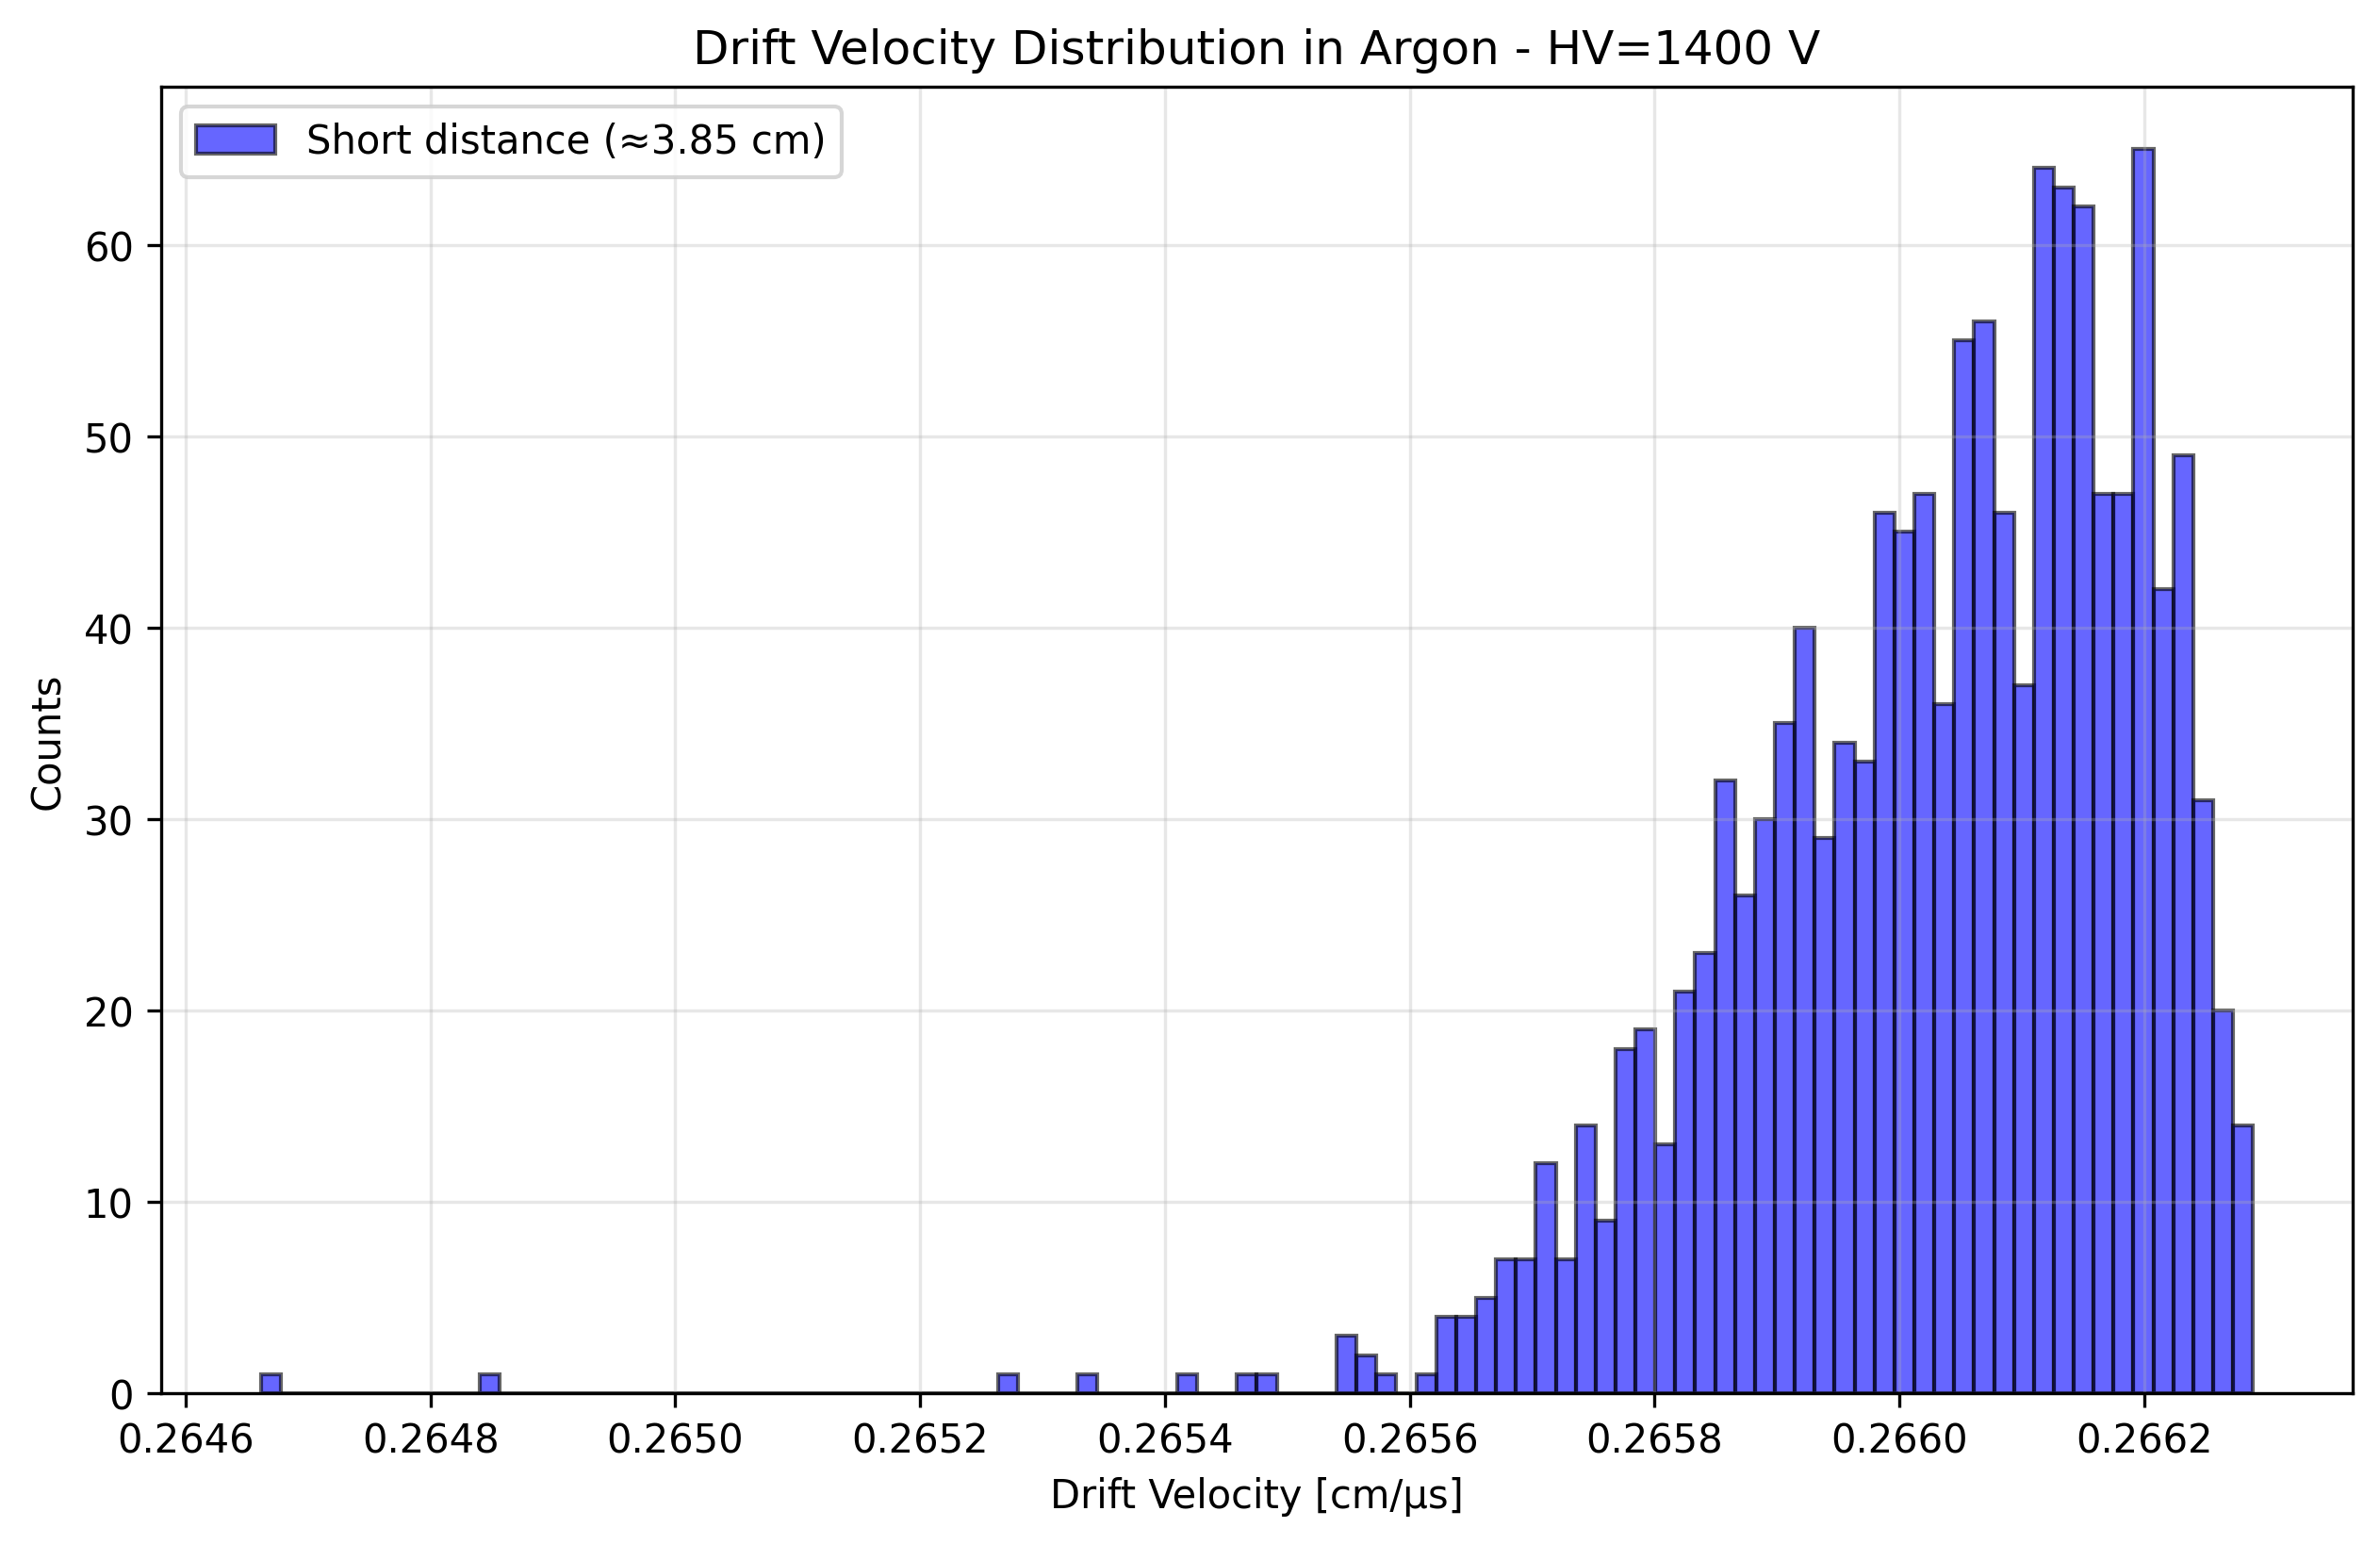 Drift Velocity Distribution in Argon - HV=1400 V
Short distance (≈3.85 cm)
Counts
60
50
40
30
20
10
0
0.2646 0.2648 0.2650 0.2652 0.2654 0.2656 0.2658 0.2660 0.2662
Drift Velocity [cm/µs]